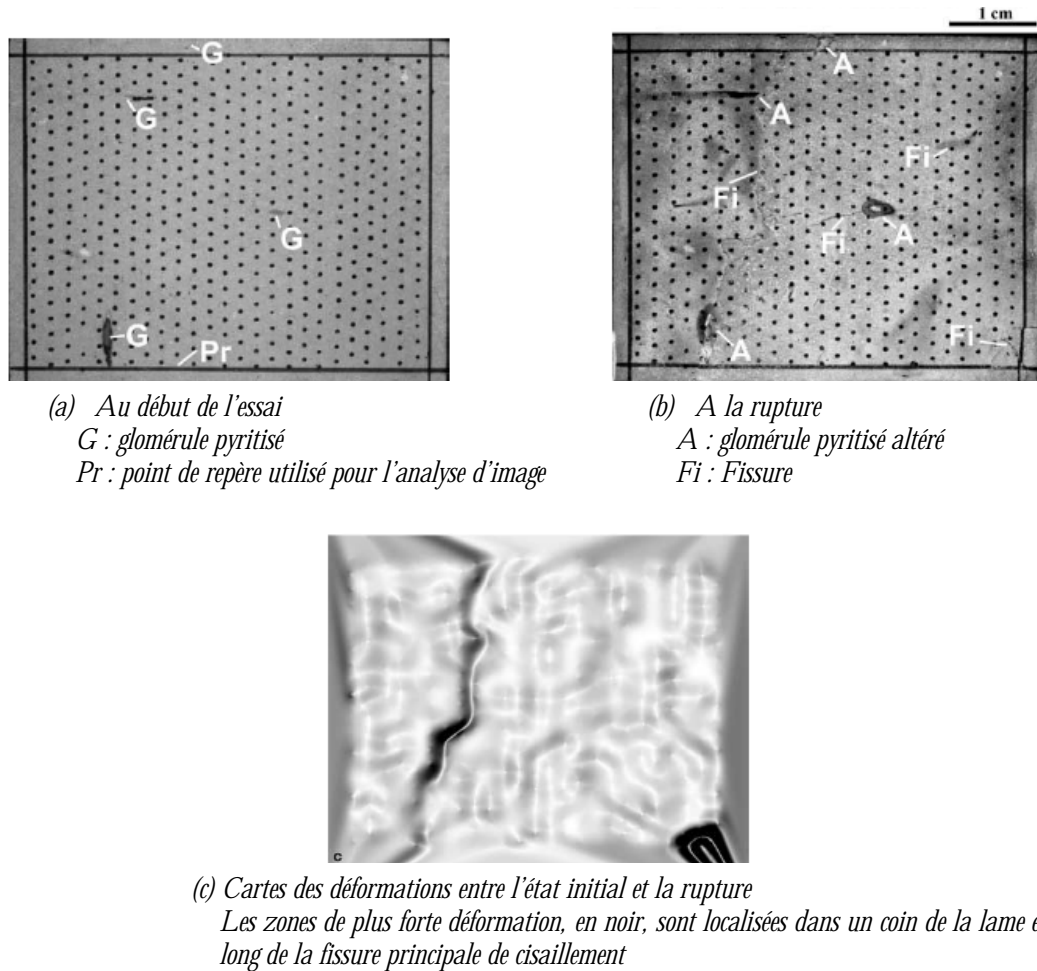 1 cm
G
G
G
G
Pr
A
A
Fi
Fi
Fi
A
A
Fi
(a) Au début de l'essai
G : glomérule pyritisé
Pr : point de repère utilisé pour l'analyse d'image
(b) A la rupture
A : glomérule pyritisé altéré
Fi : Fissure
c
(c) Cartes des déformations entre l'état initial et la rupture
Les zones de plus forte déformation, en noir, sont localisées dans un coin de la lame
long de la fissure principale de cisaillement